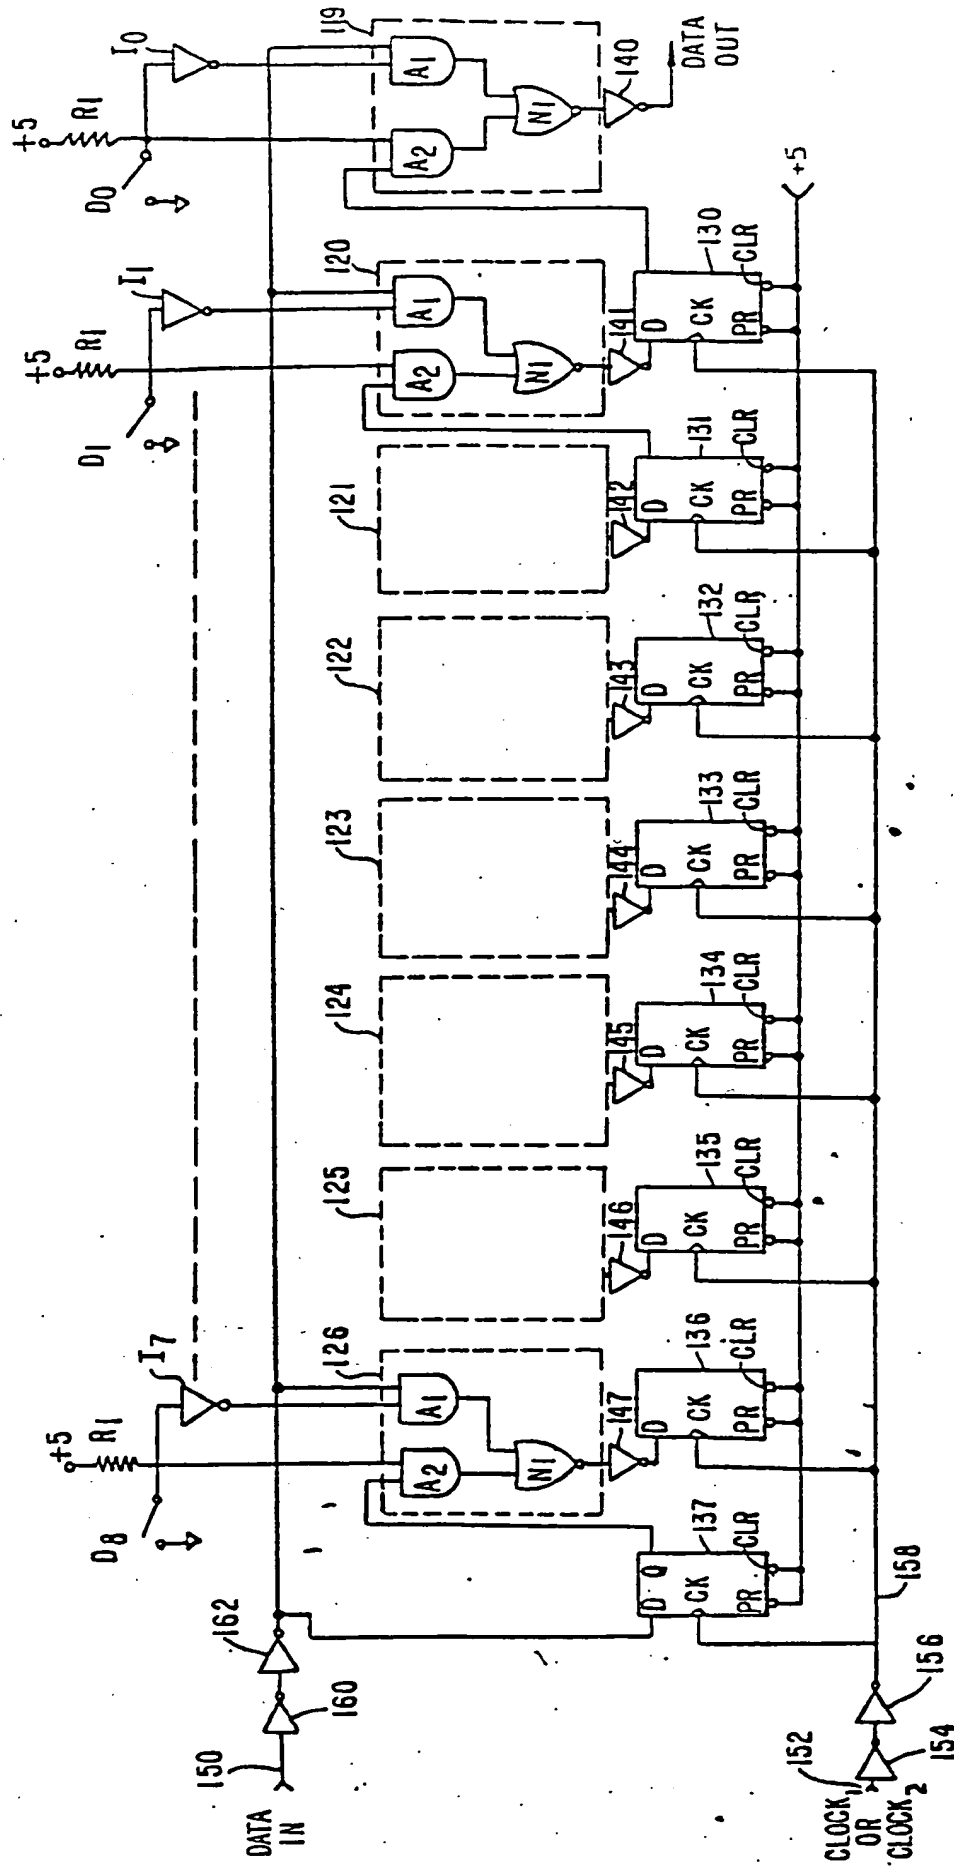 DATA
IN
150
160
162
D8
+5
R1
I7
D1
+5
R1
I1
D0
+5
R1
I0
126
A2
A1
N1
125
124
123
122
121
120
A2
A1
N1
119
A2
A1
N1
140
DATA
OUT
147
146
145
144
143
142
141
137
D Q
CK
PR
CLR
136
D
CK
PR
CLR
135
D
CK
PR
CLR
134
D
CK
PR
CLR
133
D
CK
PR
CLR
132
D
CK
PR
CLR
131
D
CK
PR
CLR
130
D
CK
PR
CLR
+5
CLOCK1
OR
CLOCK2
152
154
156
158